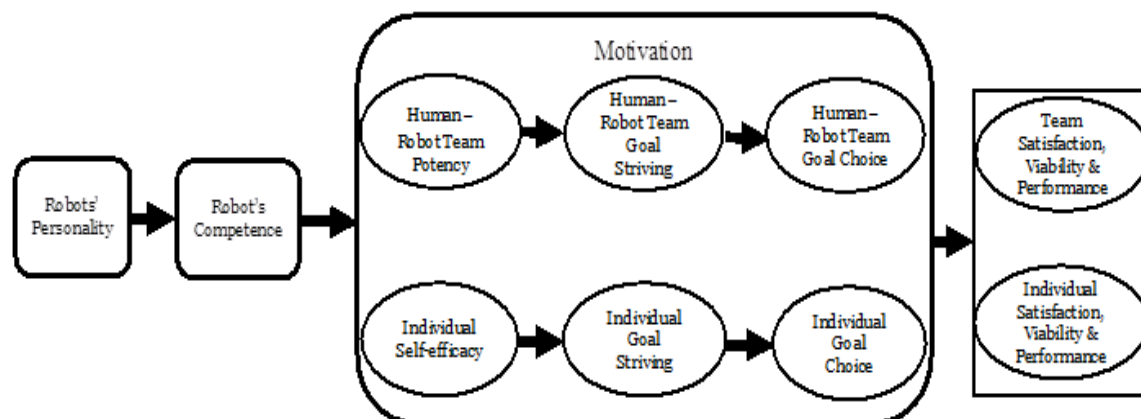 Motivation
Human–
Robot Team
Potency
Human–
Robot Team
Goal
Striving
Human–
Robot Team
Goal Choice
Team
Satisfaction,
Viability &
Performance
Robots'
Personality
Robot's
Competence
Individual
Self-efficacy
Individual
Goal
Striving
Individual
Goal
Choice
Individual
Satisfaction,
Viability &
Performance